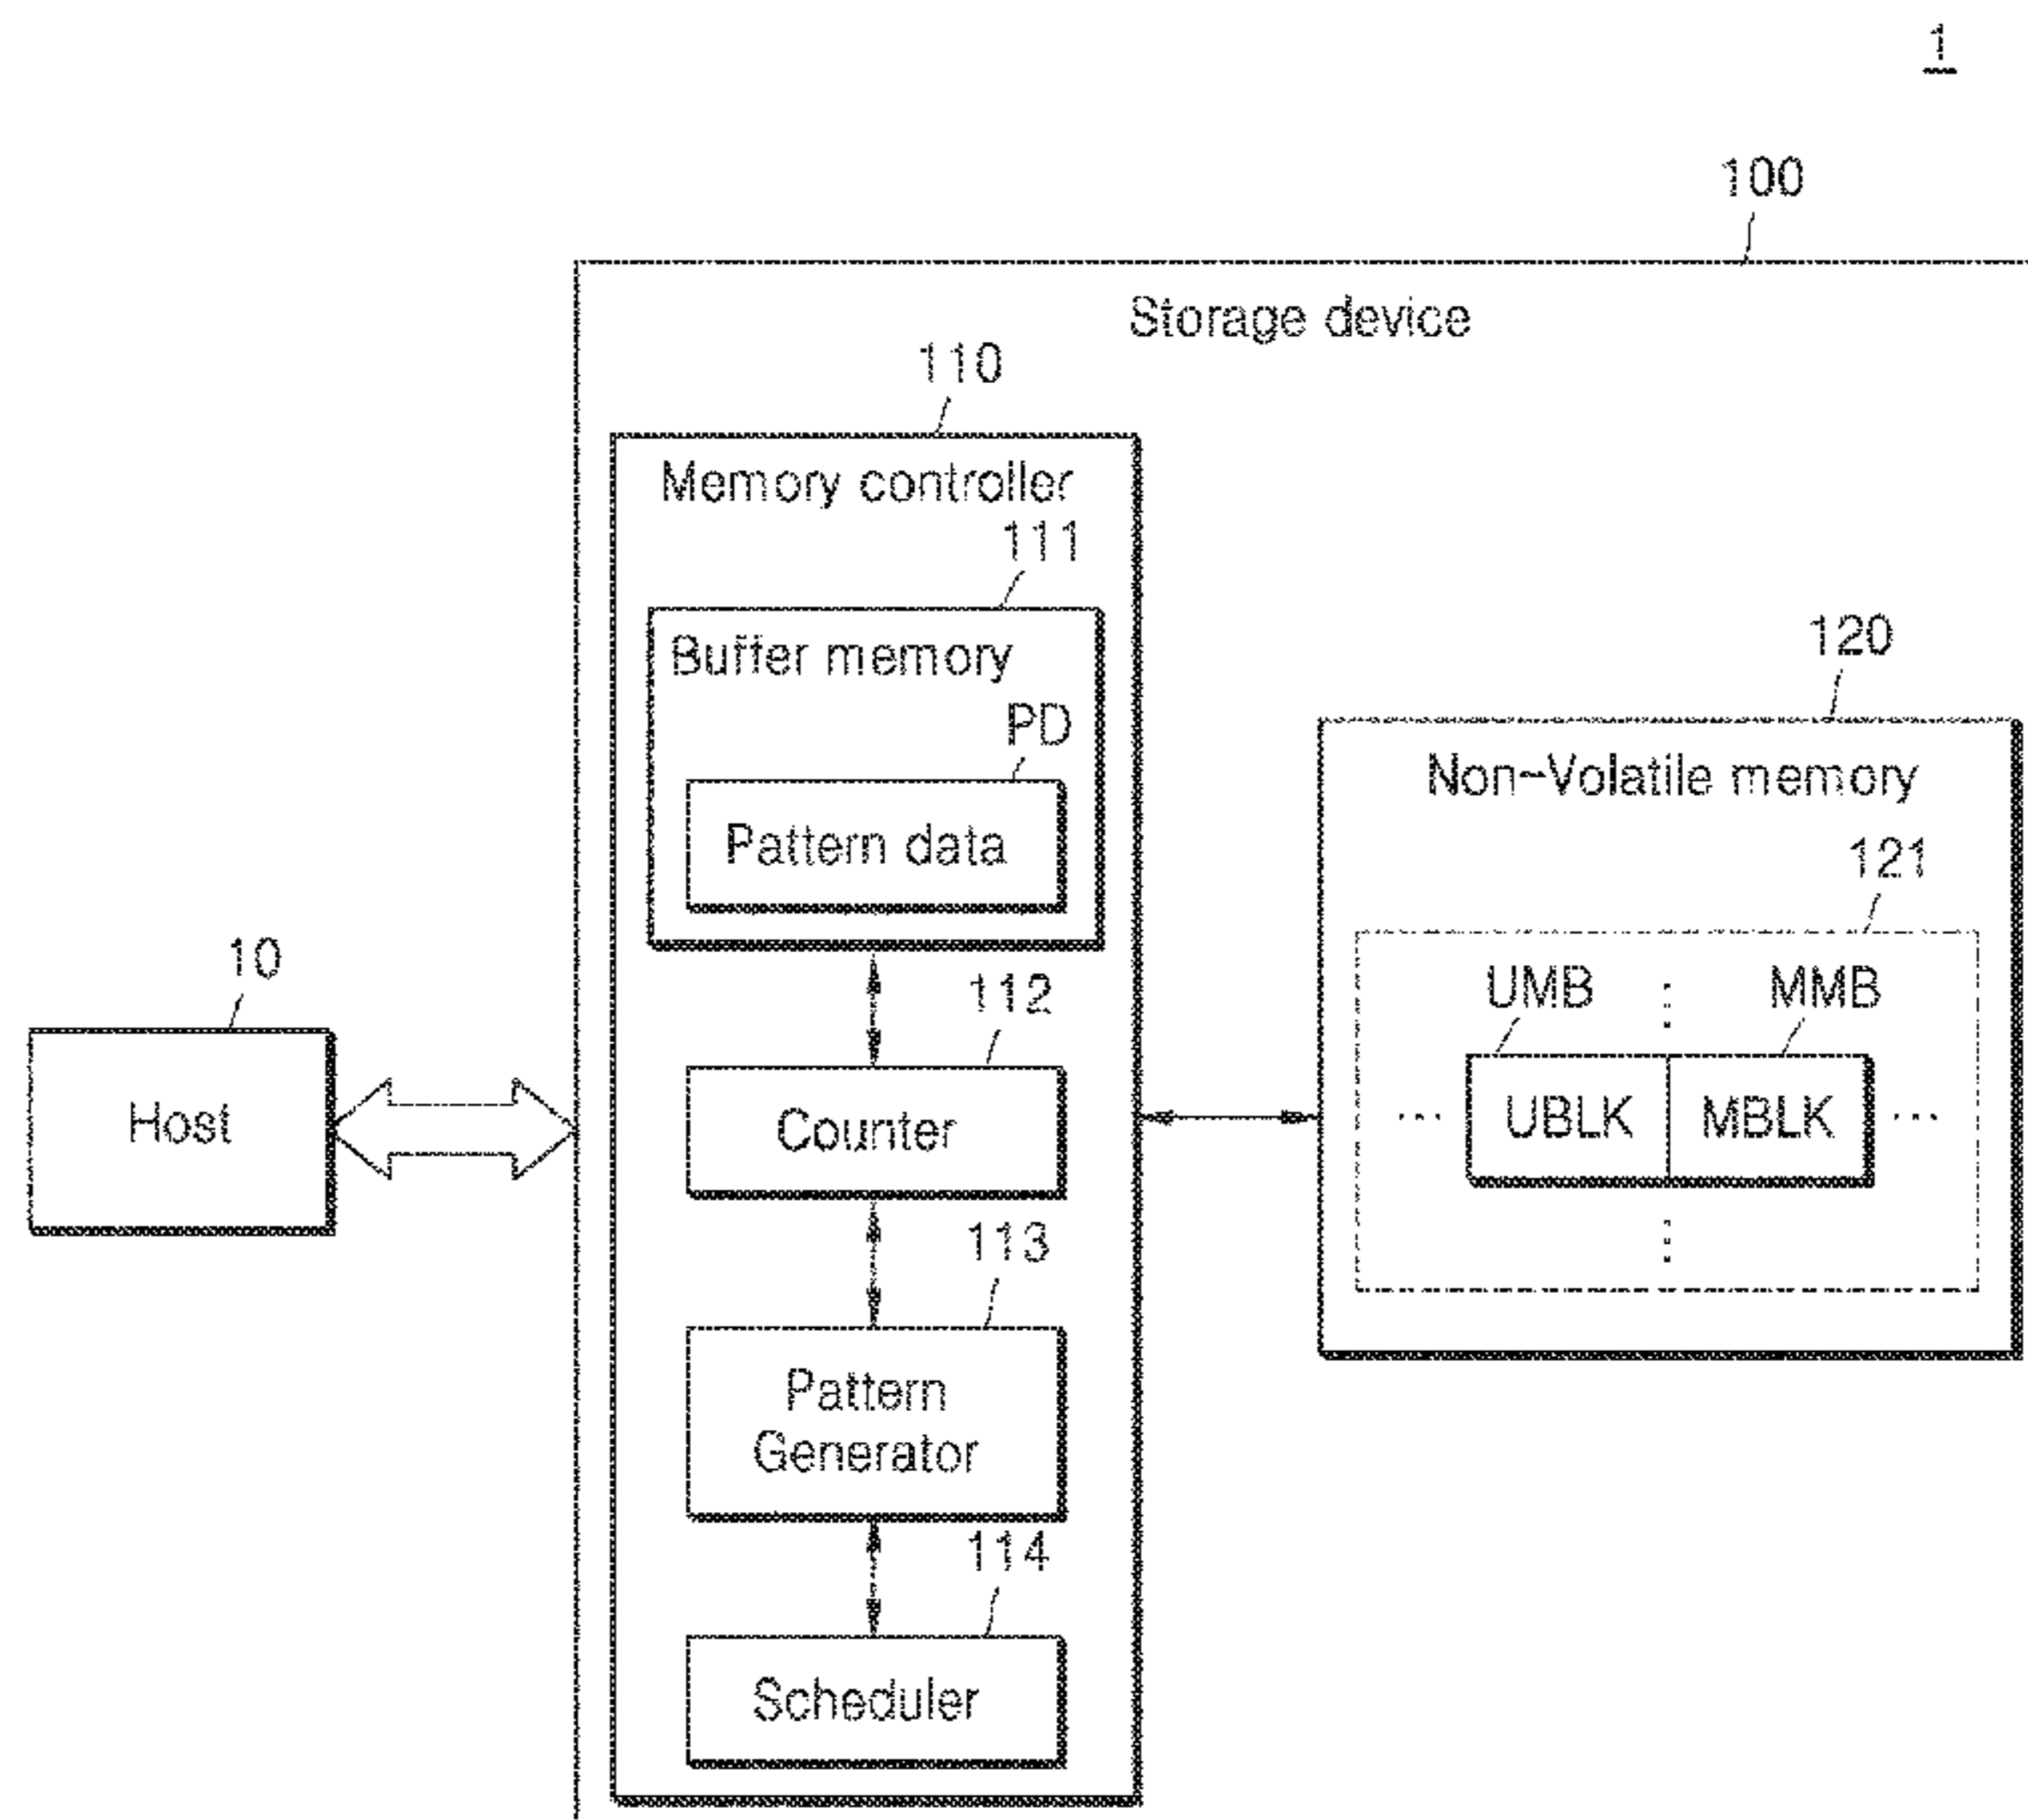 1
100
Storage device
110
Memory controller
111
Buffer memory
PD
Pattern data
120
Non-Volatile memory
121
UMB ⋮ MMB
··· UBLK MBLK ···
⋮
10
Host
112
Counter
113
Pattern
Generator
114
Scheduler